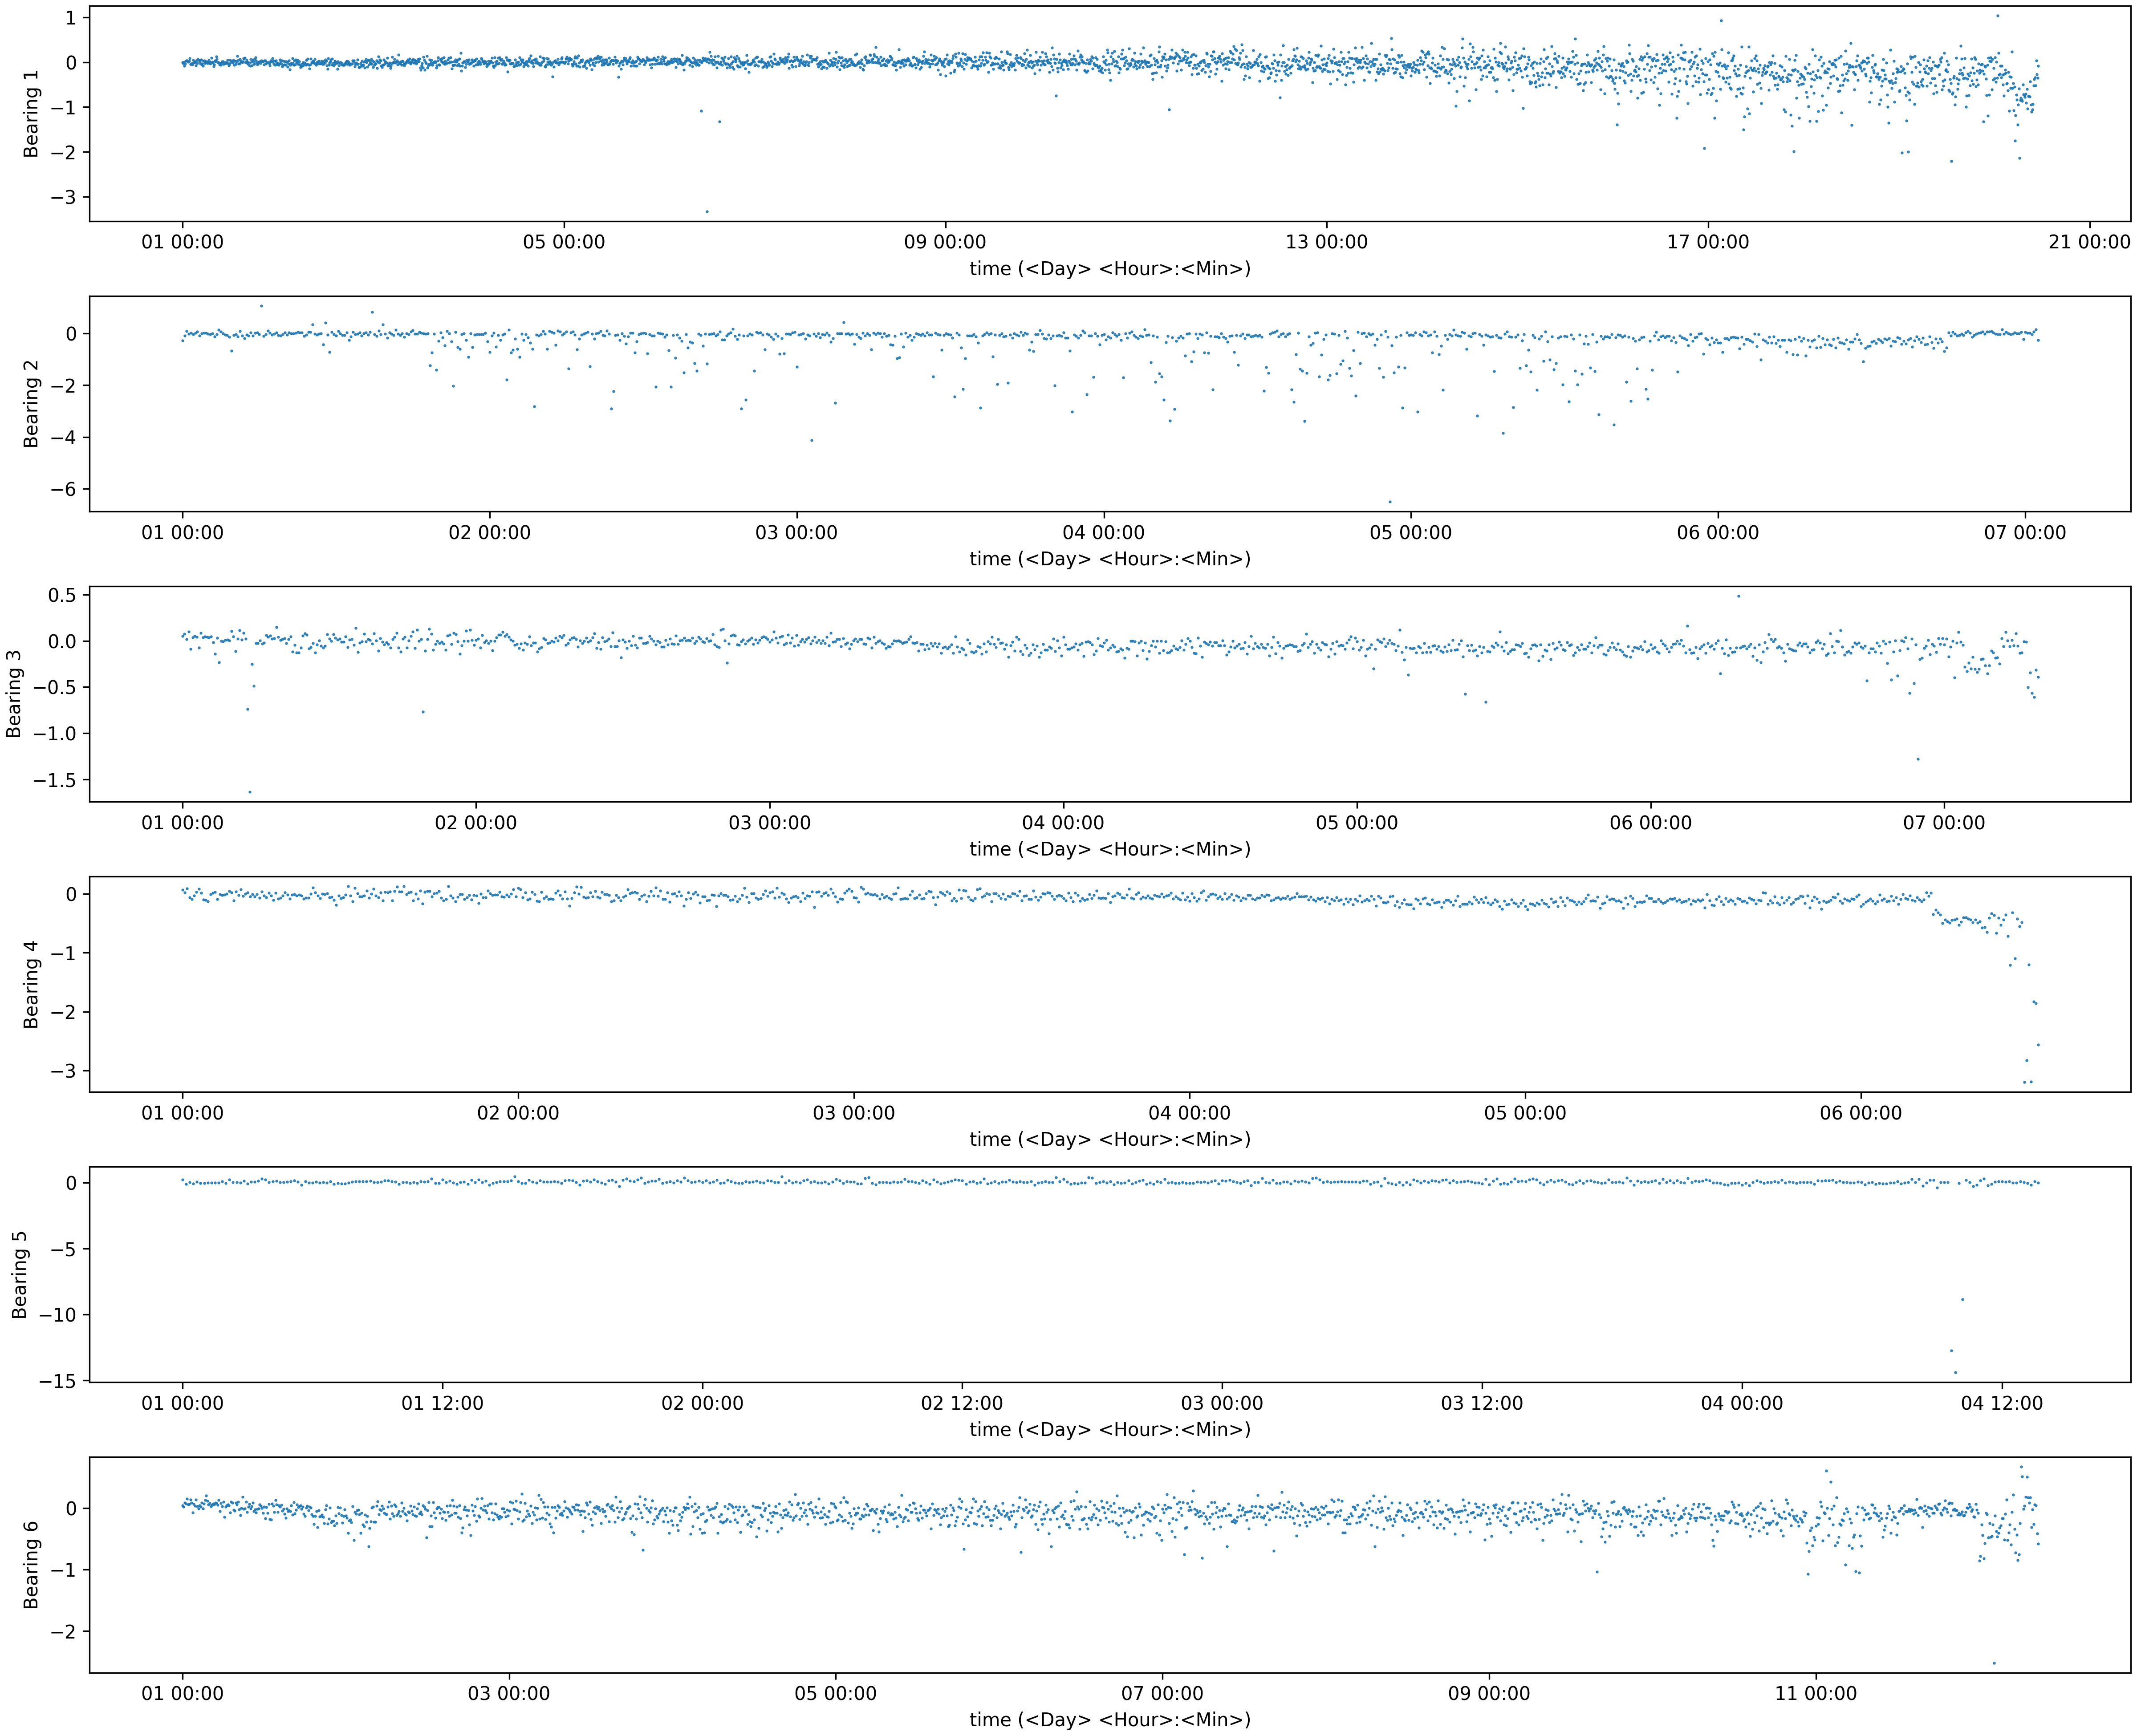 Bearing 1
1
0
−1
−2
−3
01 00:00 05 00:00 09 00:00 13 00:00 17 00:00 21 00:00
time (<Day> <Hour>:<Min>)
Bearing 2
0
−2
−4
−6
01 00:00 02 00:00 03 00:00 04 00:00 05 00:00 06 00:00 07 00:00
time (<Day> <Hour>:<Min>)
Bearing 3
0.5
0.0
−0.5
−1.0
−1.5
01 00:00 02 00:00 03 00:00 04 00:00 05 00:00 06 00:00 07 00:00
time (<Day> <Hour>:<Min>)
Bearing 4
0
−1
−2
−3
01 00:00 02 00:00 03 00:00 04 00:00 05 00:00 06 00:00
time (<Day> <Hour>:<Min>)
Bearing 5
0
−5
−10
−15
01 00:00 01 12:00 02 00:00 02 12:00 03 00:00 03 12:00 04 00:00 04 12:00
time (<Day> <Hour>:<Min>)
Bearing 6
0
−1
−2
01 00:00 03 00:00 05 00:00 07 00:00 09 00:00 11 00:00
time (<Day> <Hour>:<Min>)